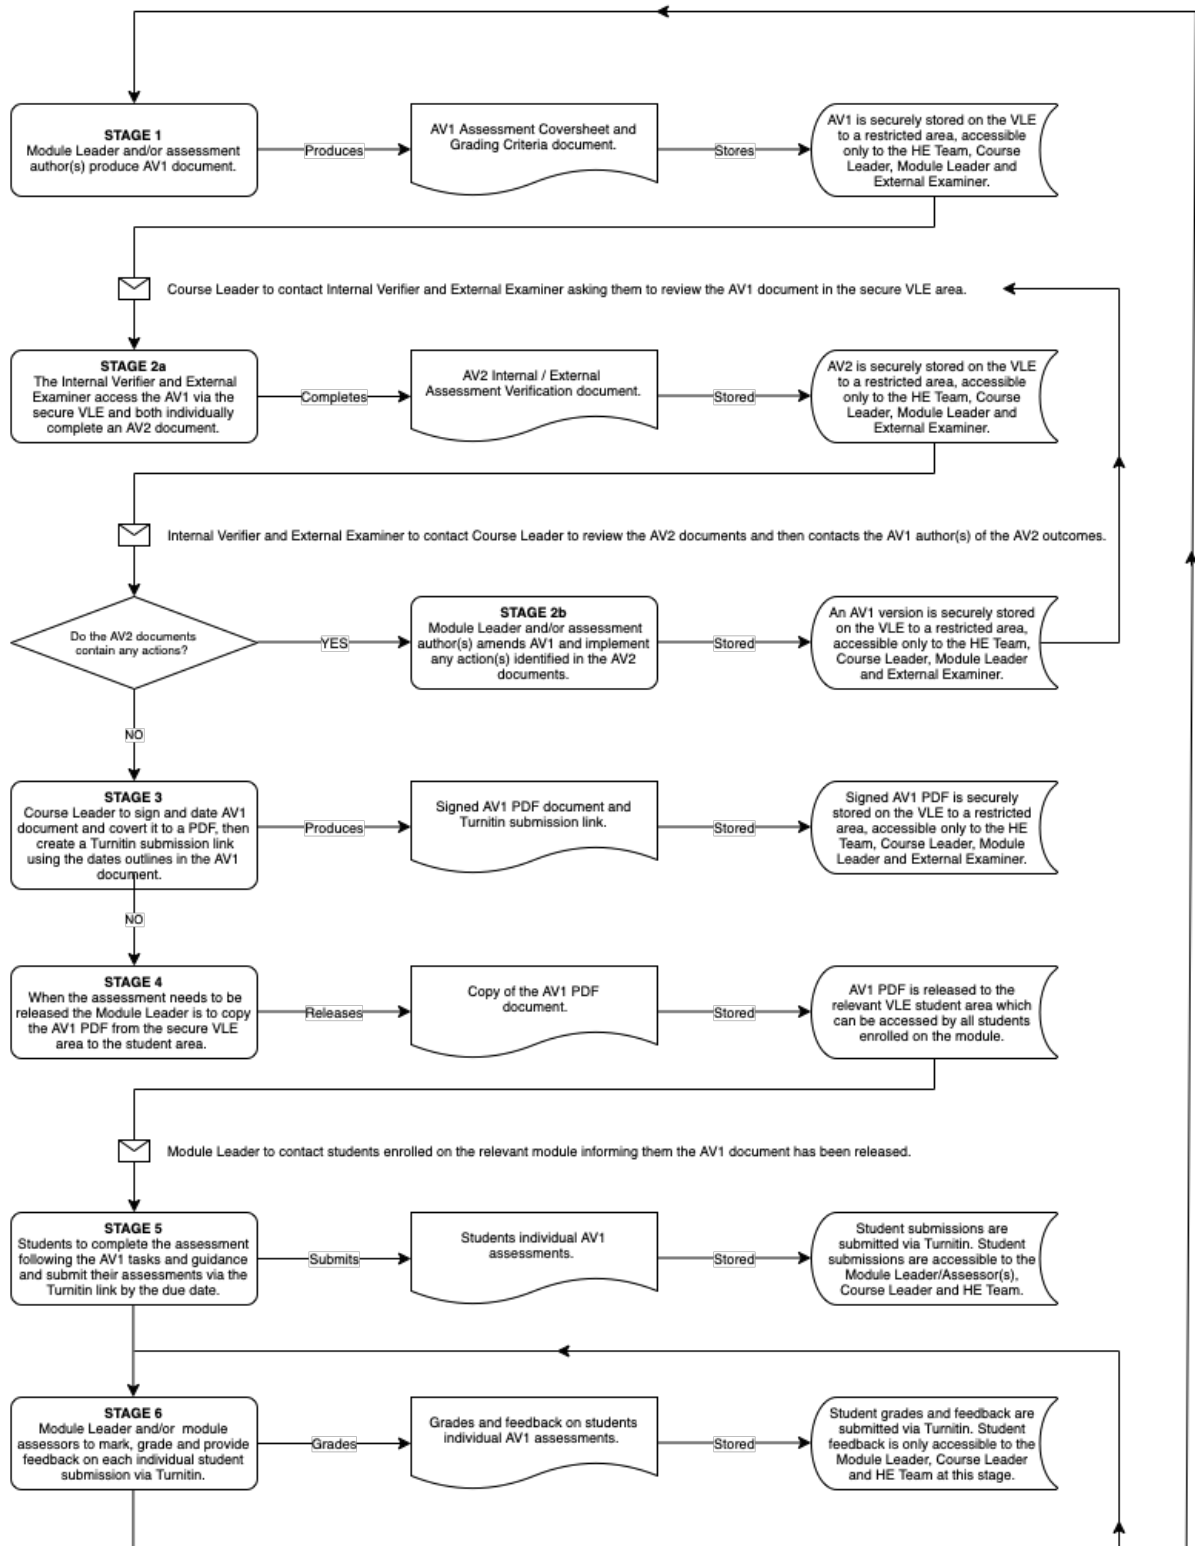 STAGE 1
Module Leader and/or assessment
author(s) produce AV1 document.
Produces
AV1 Assessment Coversheet and
Grading Criteria document.
Stores
AV1 is securely stored on the VLE
to a restricted area, accessible
only to the HE Team, Course
Leader, Module Leader and
External Examiner.
Course Leader to contact Internal Verifier and External Examiner asking them to review the AV1 document in the secure VLE area.
STAGE 2a
The Internal Verifier and External
Examiner access the AV1 via the
secure VLE and both individually
complete an AV2 document.
Completes
AV2 Internal / External
Assessment Verification document.
Stored
AV2 is securely stored on the VLE
to a restricted area, accessible
only to the HE Team, Course
Leader, Module Leader and
External Examiner.
Internal Verifier and External Examiner to contact Course Leader to review the AV2 documents and then contacts the AV1 author(s) of the AV2 outcomes.
Do the AV2 documents
contain any actions?
YES
STAGE 2b
Module Leader and/or assessment
author(s) amends AV1 and implement
any action(s) identified in the AV2
documents.
Stored
An AV1 version is securely stored
on the VLE to a restricted area,
accessible only to the HE Team,
Course Leader, Module Leader
and External Examiner.
NO
STAGE 3
Course Leader to sign and date AV1
document and covert it to a PDF, then
create a Turnitin submission link
using the dates outlines in the AV1
document.
Produces
Signed AV1 PDF document and
Turnitin submission link.
Stored
Signed AV1 PDF is securely
stored on the VLE to a restricted
area, accessible only to the HE
Team, Course Leader, Module
Leader and External Examiner.
NO
STAGE 4
When the assessment needs to be
released the Module Leader is to copy
the AV1 PDF from the secure VLE
area to the student area.
Releases
Copy of the AV1 PDF
document.
Stored
AV1 PDF is released to the
relevant VLE student area which
can be accessed by all students
enrolled on the module.
Module Leader to contact students enrolled on the relevant module informing them the AV1 document has been released.
STAGE 5
Students to complete the assessment
following the AV1 tasks and guidance
and submit their assessments via the
Turnitin link by the due date.
Submits
Students individual AV1
assessments.
Stored
Student submissions are
submitted via Turnitin. Student
submissions are accessible to the
Module Leader/Assessor(s),
Course Leader and HE Team.
STAGE 6
Module Leader and/or module
assessors to mark, grade and provide
feedback on each individual student
submission via Turnitin.
Grades
Grades and feedback on students
individual AV1 assessments.
Stored
Student grades and feedback are
submitted via Turnitin. Student
feedback is only accessible to the
Module Leader, Course Leader
and HE Team at this stage.